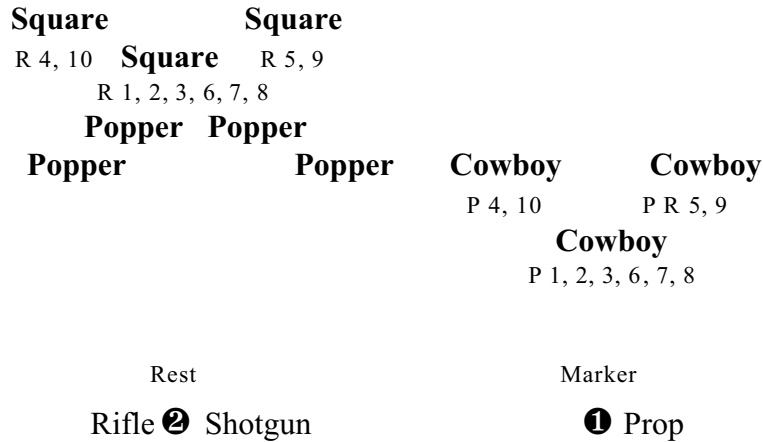 Square Square
R 4, 10 Square R 5, 9
R 1, 2, 3, 6, 7, 8
Popper Popper
Popper Popper Cowboy Cowboy
P 4, 10 P R 5, 9
Cowboy
P 1, 2, 3, 6, 7, 8
Rest Marker
Rifle ❷ Shotgun ❶ Prop